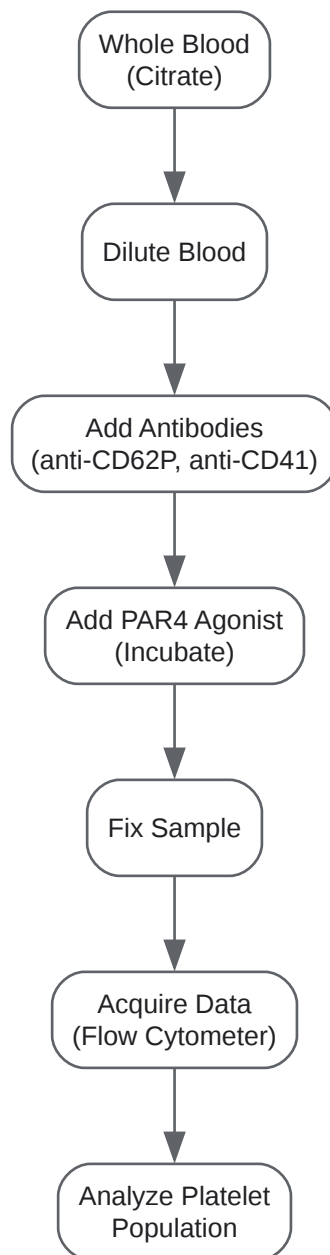 Whole Blood
(Citrate)
Dilute Blood
Add Antibodies
(anti-CD62P, anti-CD41)
Add PAR4 Agonist
(Incubate)
Fix Sample
Acquire Data
(Flow Cytometer)
Analyze Platelet
Population